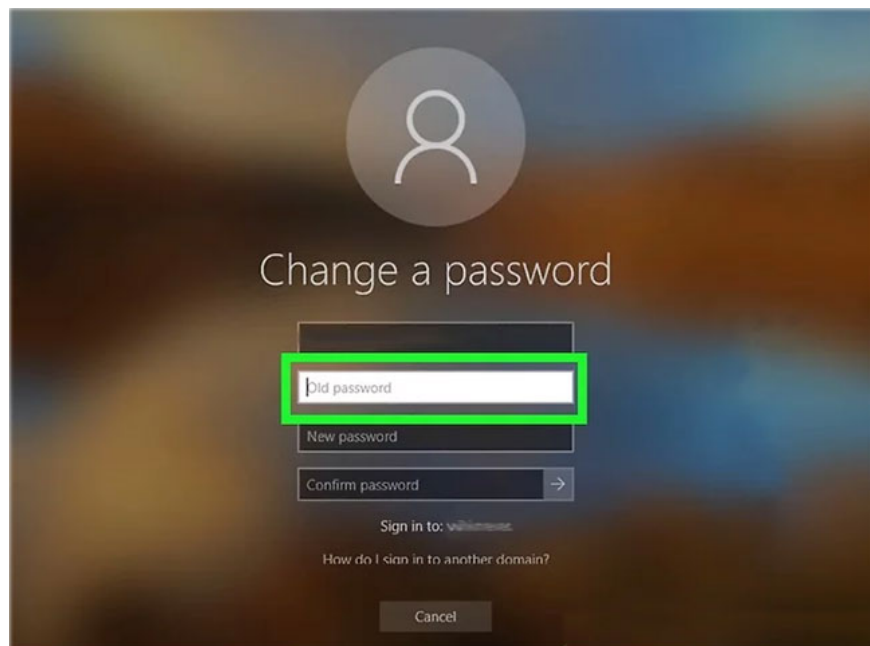 Change a password
Old password
New password
Confirm password
Sign in to:
How do I sign in to another domain?
Cancel